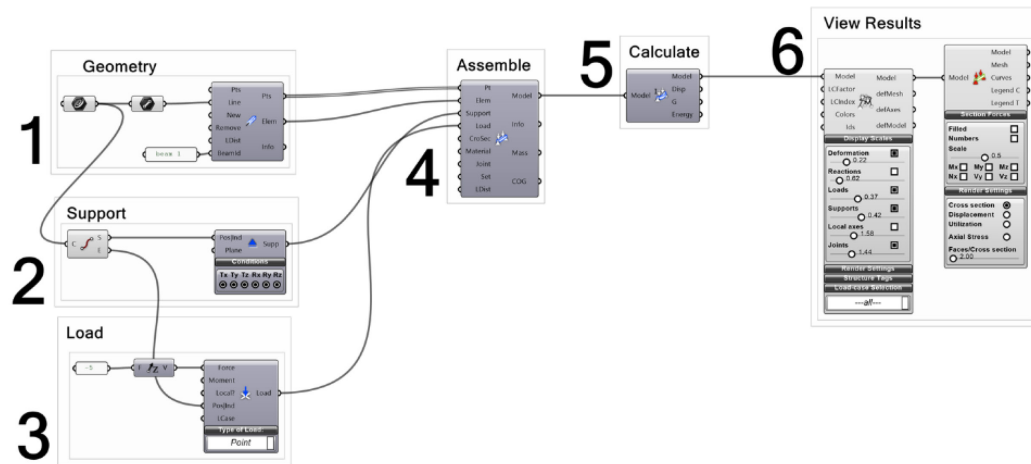 1
Geometry
Pts
Line
New
Remove
LDist
BeamId
Pts
Elem
Info
beam 1
2
Support
C
S
E
Pos|Ind
Plane
Supp
Conditions
Tx Ty Tz Rx Ry Rz
3
Load
-5
F
Z
V
Force
Moment
Local?
Pos|Ind
LCase
Load
Type of Load:
Point
4
Assemble
Pt
Elem
Support
Load
CroSec
Material
Joint
Set
LDist
Model
Info
Mass
COG
5
Calculate
Model
Model
Disp
G
Energy
6
View Results
Model
LCFactor
LCIndex
Colors
Ids
Model
defMesh
defAxes
defModel
Display Scales
Deformation
0.22
Reactions
0.62
Loads
0.37
Supports
0.42
Local axes
1.58
Joints
1.44
Render Settings
Structure Tags
Load-case Selection
---all---
Model
Model
Mesh
Curves
Legend C
Legend T
Section Forces
Filled
Numbers
Scale
0.5
Mx My Mz
Nx Vy Vz
Render Settings
Cross section
Displacement
Utilization
Axial Stress
Faces/Cross section
2.00